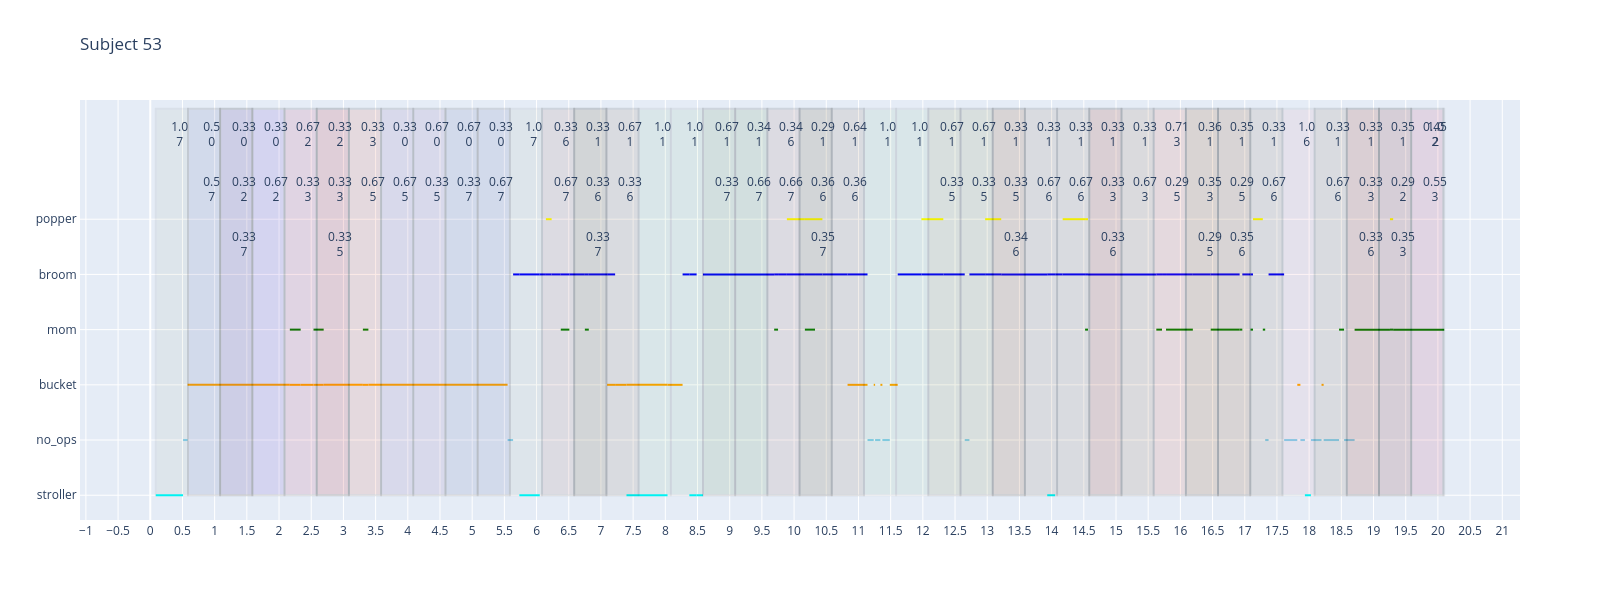 Subject 53
1.0 0.5 0.33 0.33 0.67 0.33 0.33 0.33 0.67 0.67 0.33 1.0 0.33 0.33 0.67 1.0 1.0 0.67 0.34 0.34 0.29 0.64 1.0 1.0 0.67 0.67 0.33 0.33 0.33 0.33 0.33 0.71 0.36 0.35 0.33 1.0 0.33 0.33 0.35
7 0 0 0 2 2 3 0 0 0 0 7 6 1 1 1 1 1 1 6 1 1 1 1 1 1 1 1 1 1 1 3 1 1 1 6 1 1 1 2
0.5 0.33 0.67 0.33 0.33 0.67 0.67 0.33 0.33 0.67 0.67 0.33 0.33 0.33 0.66 0.66 0.36 0.36 0.33 0.33 0.33 0.67 0.67 0.33 0.33 0.29 0.35 0.29 0.67 0.67 0.33 0.29 0.55
7 2 2 3 3 5 5 5 7 7 7 6 6 7 7 7 6 6 5 5 5 6 6 3 3 5 3 5 6 6 3 2 3
popper
0.33 0.33 0.33 0.35 0.34 0.33 0.29 0.35 0.33 0.35
7 5 7 7 6 6 5 6 6 3
broom
mom
bucket
no_ops
stroller
−1 −0.5 0 0.5 1 1.5 2 2.5 3 3.5 4 4.5 5 5.5 6 6.5 7 7.5 8 8.5 9 9.5 10 10.5 11 11.5 12 12.5 13 13.5 14 14.5 15 15.5 16 16.5 17 17.5 18 18.5 19 19.5 20 20.5 21